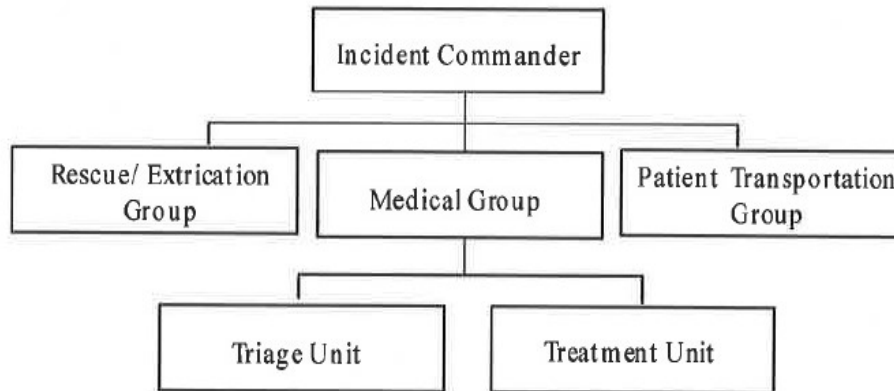 Incident Commander
Rescue/ Extrication
Group
Medical Group
Patient Transportation
Group
Triage Unit
Treatment Unit